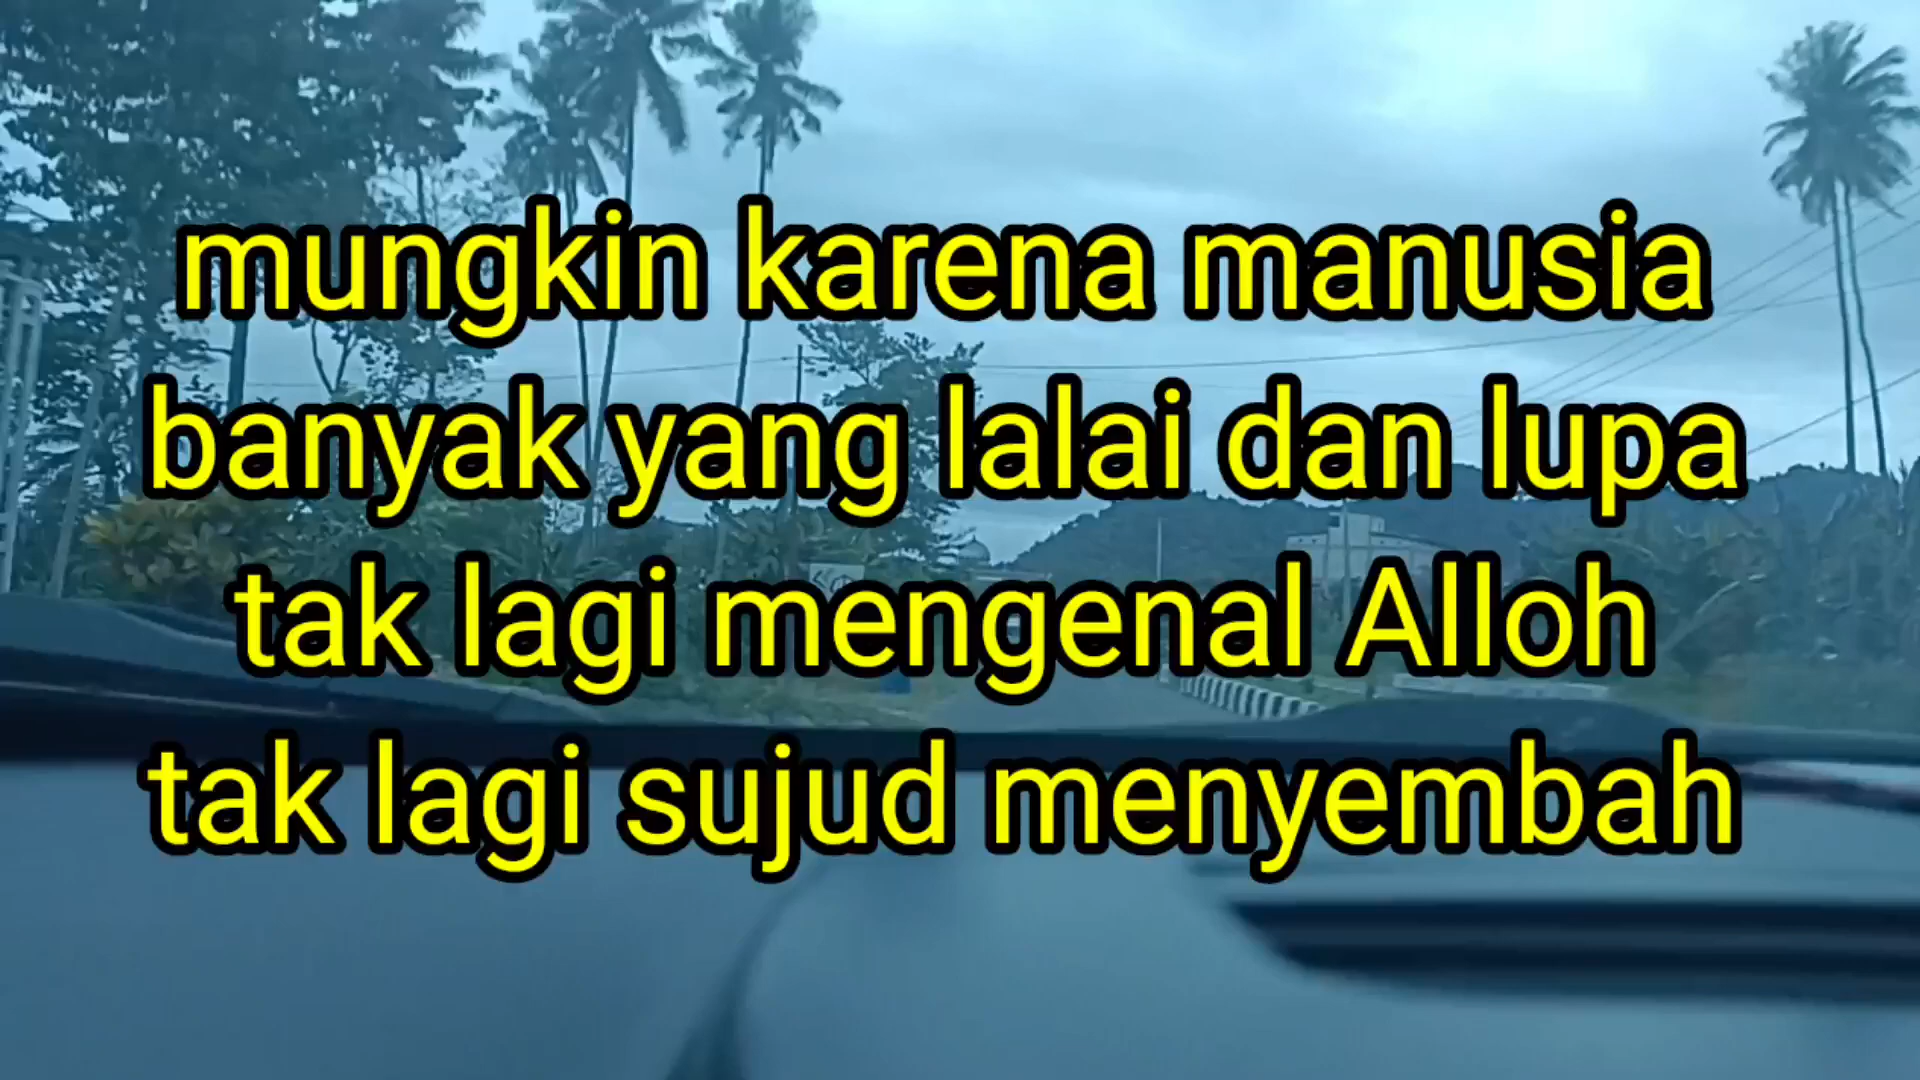 mungkin karena manusia
banyak yang lalai dan lupa
tak lagi mengenal Alloh
tak lagi sujud menyembah